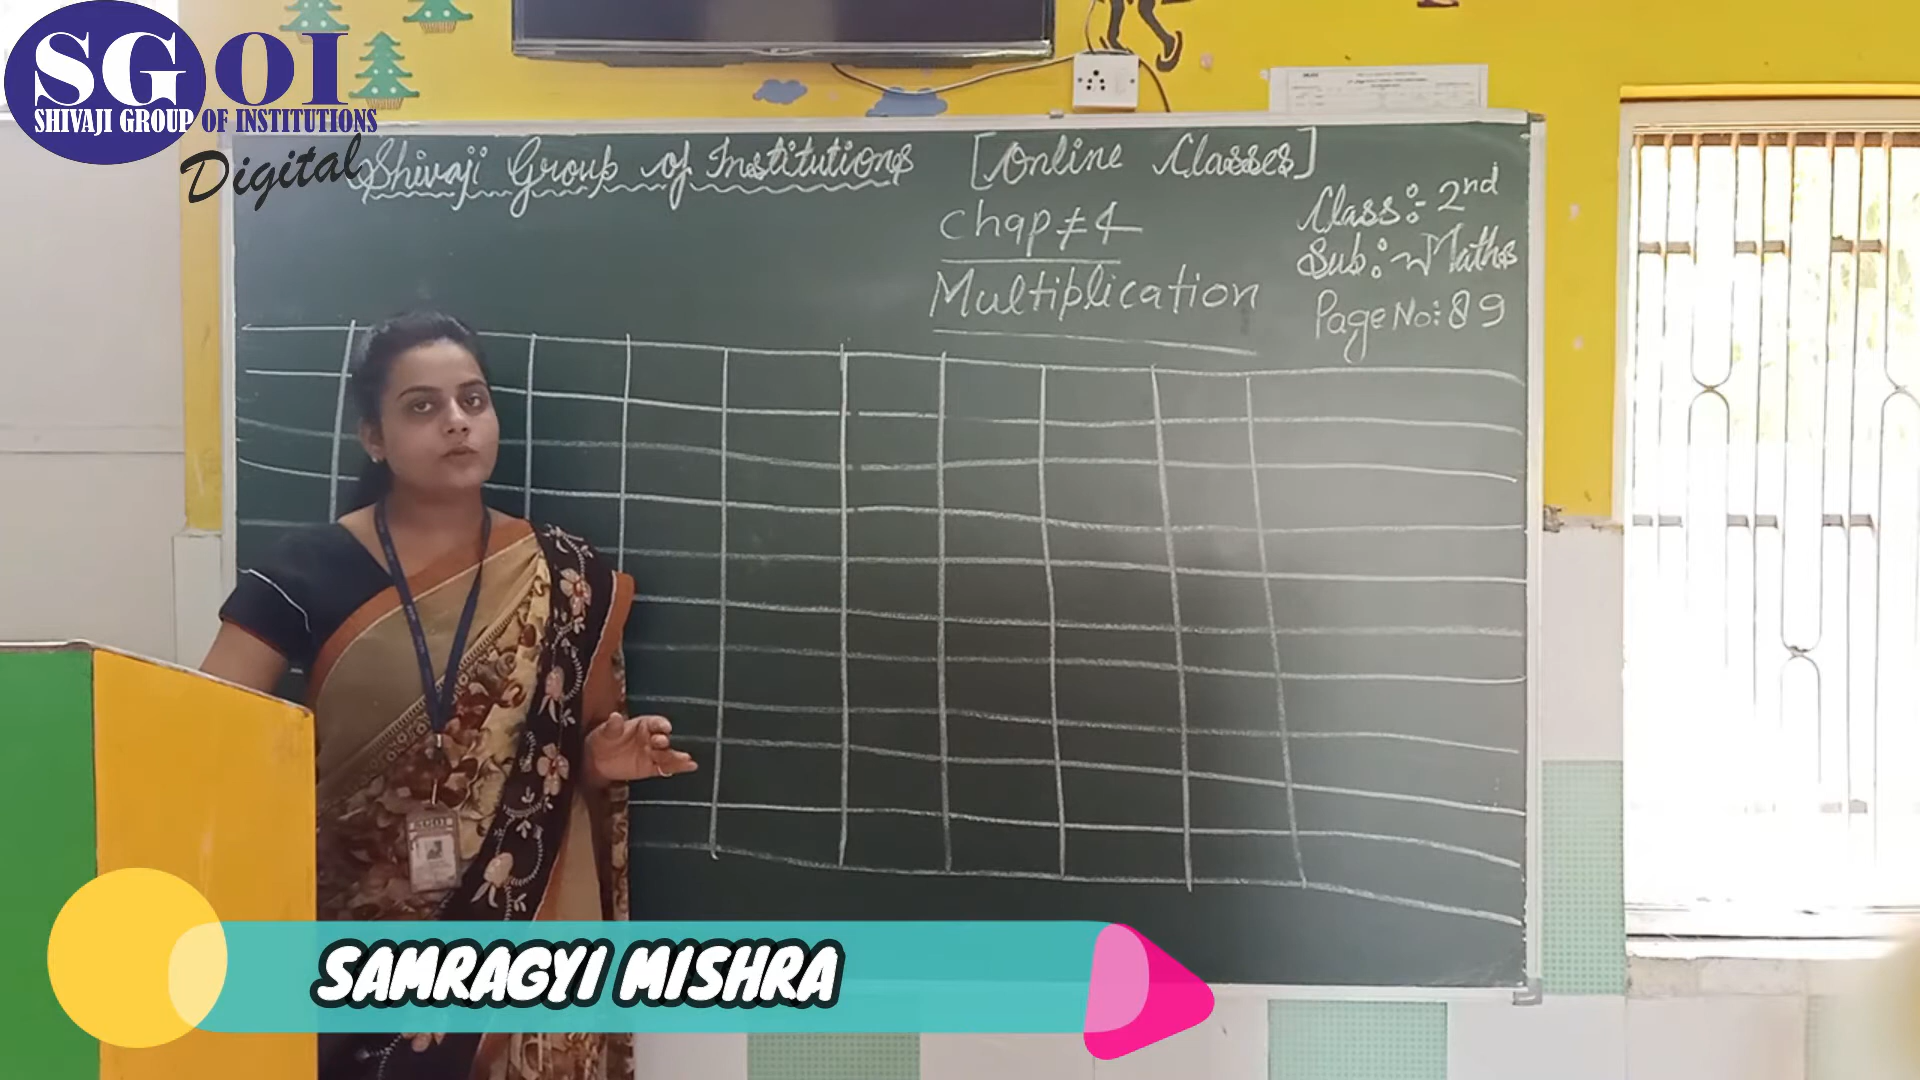 SGOI
SHIVAJI GROUP OF INSTITUTIONS
Digital
Shivaji Group of Institutions [Online Classes]
Class:- 2nd
Chap # 4
Sub:- Maths
Multiplication
Page No: 89
SGOI
SAMRAGYI MISHRA